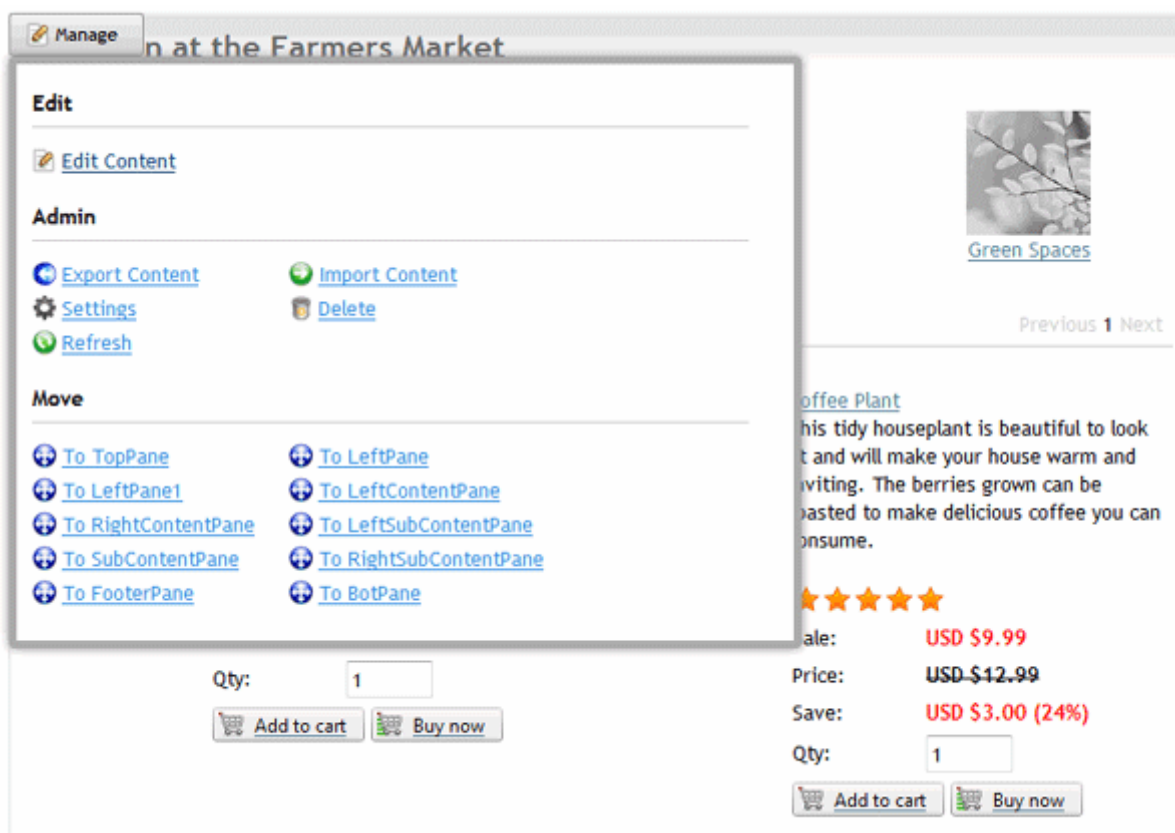 Manage
n at the Farmers Market
Edit
Edit Content
Admin
Export Content Import Content
Settings Delete
Refresh
Move
To TopPane To LeftPane
To LeftPane1 To LeftContentPane
To RightContentPane To LeftSubContentPane
To SubContentPane To RightSubContentPane
To FooterPane To BotPane
Qty: 1
Add to cart Buy now
Green Spaces
Previous 1 Next
offee Plant
his tidy houseplant is beautiful to look
t and will make your house warm and
nviting. The berries grown can be
oasted to make delicious coffee you can
onsume.
ale: USD $9.99
Price: USD $12.99
Save: USD $3.00 (24%)
Qty: 1
Add to cart Buy now